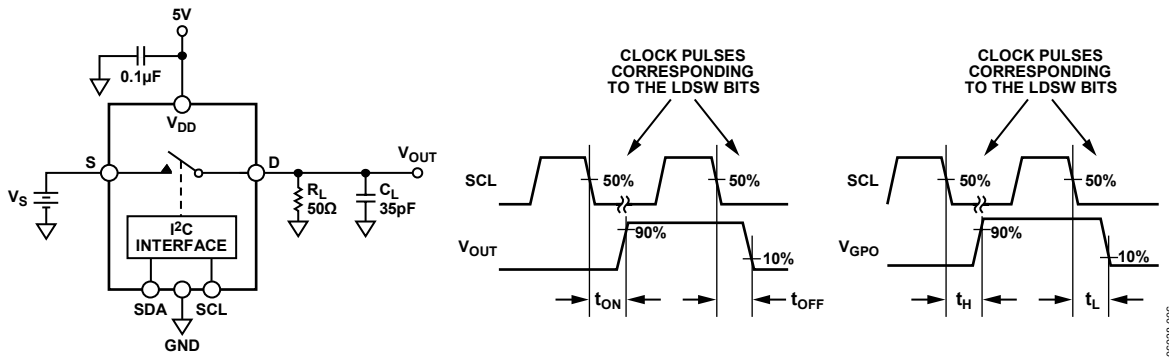 5V
0.1µF
VDD
S
D
VOUT
VS
RL
50Ω
CL
35pF
I2C
INTERFACE
SDA
SCL
GND
CLOCK PULSES
CORRESPONDING
TO THE LDSW BITS
SCL
50%
50%
VOUT
90%
10%
tON
tOFF
CLOCK PULSES
CORRESPONDING
TO THE LDSW BITS
SCL
50%
50%
VGPO
90%
10%
tH
tL